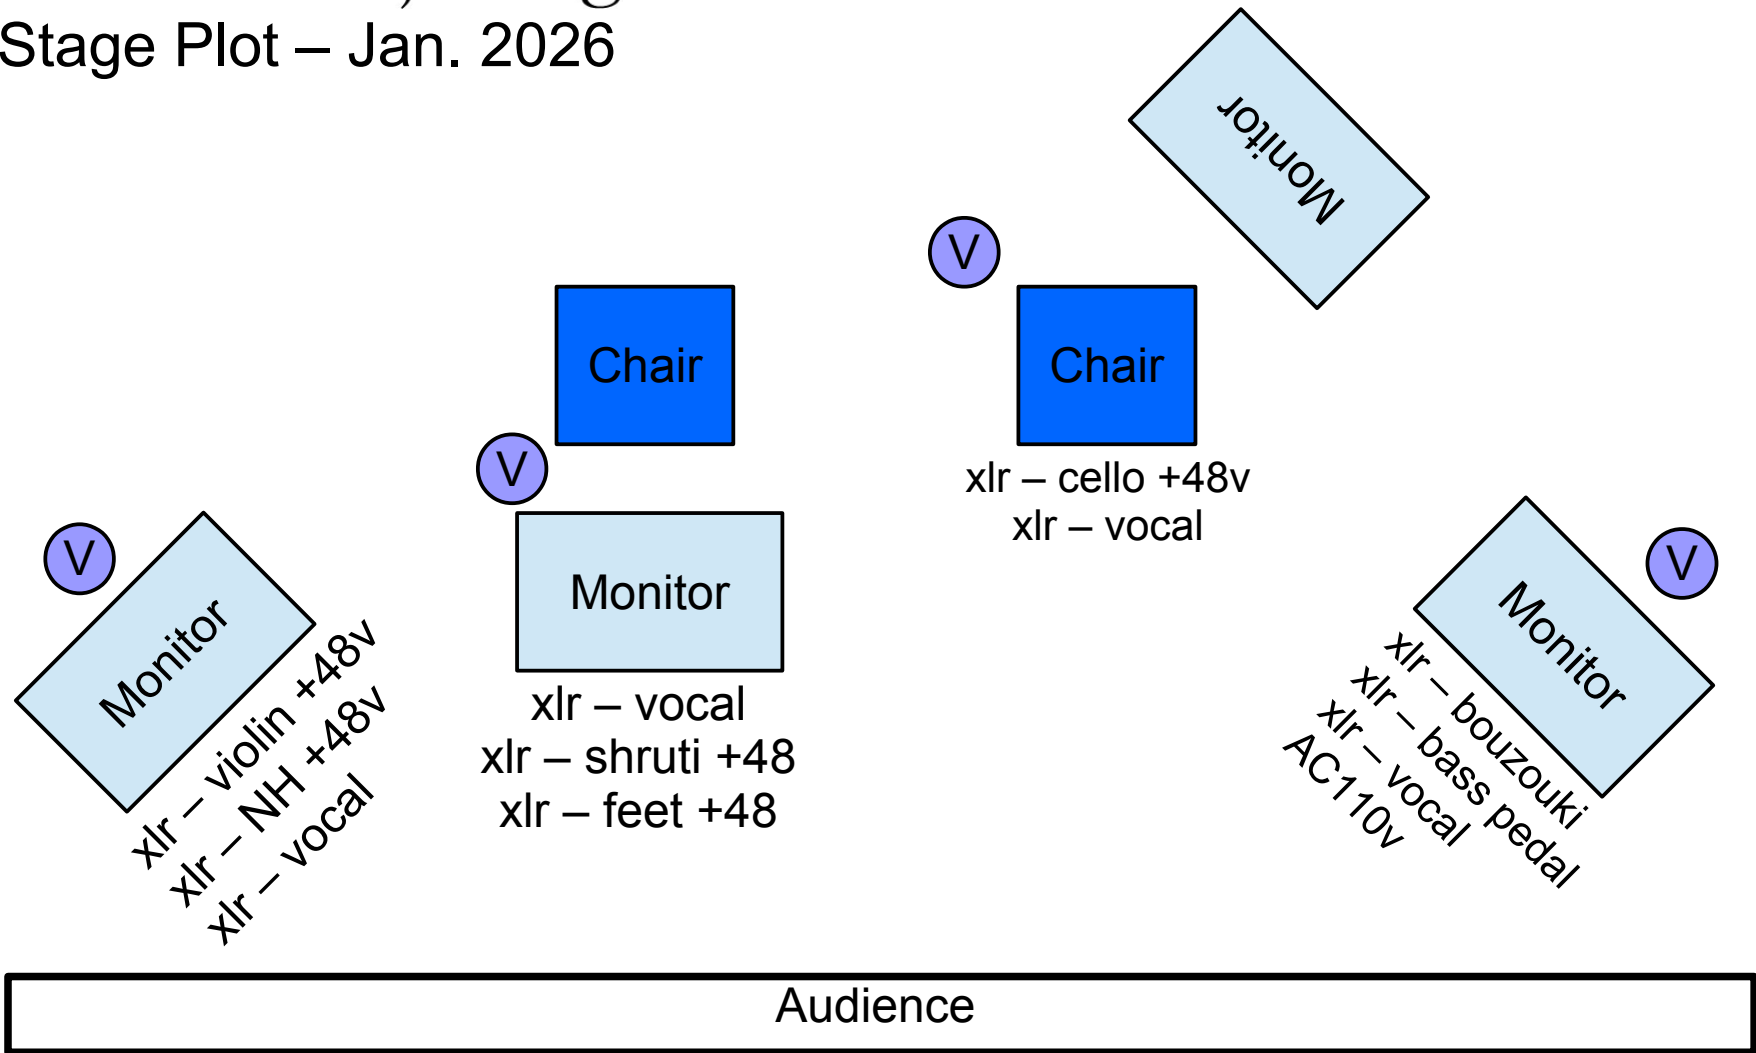 Stage Plot – Jan. 2026
Monitor
V
Chair
Chair
V
xlr – cello +48v
xlr – vocal
V
Monitor
xlr – violin +48v
xlr – NH +48v
xlr – vocal
Monitor
xlr – vocal
xlr – shruti +48
xlr – feet +48
V
Monitor
xlr – bouzouki
xlr – bass pedal
xlr – vocal
AC110v
Audience